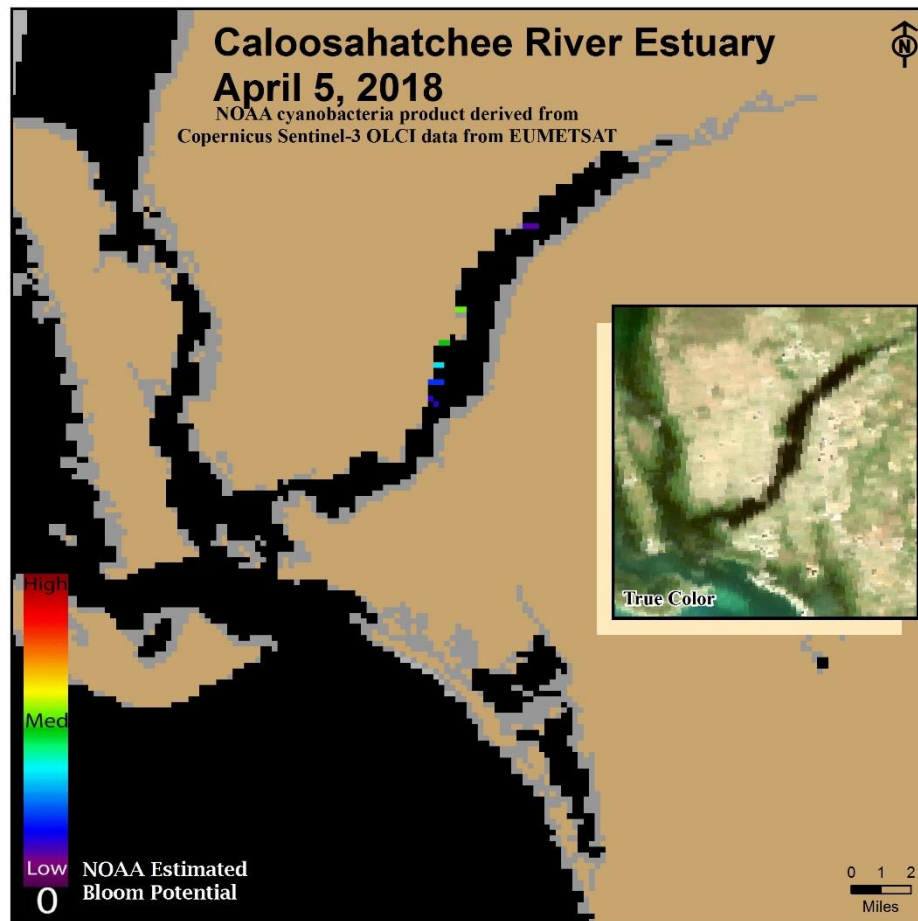 Caloosahatchee River Estuary
April 5, 2018
NOAA cyanobacteria product derived from
Copernicus Sentinel-3 OLCI data from EUMETSAT
N
True Color
High
Med
Low
0
NOAA Estimated
Bloom Potential
0 1 2
Miles